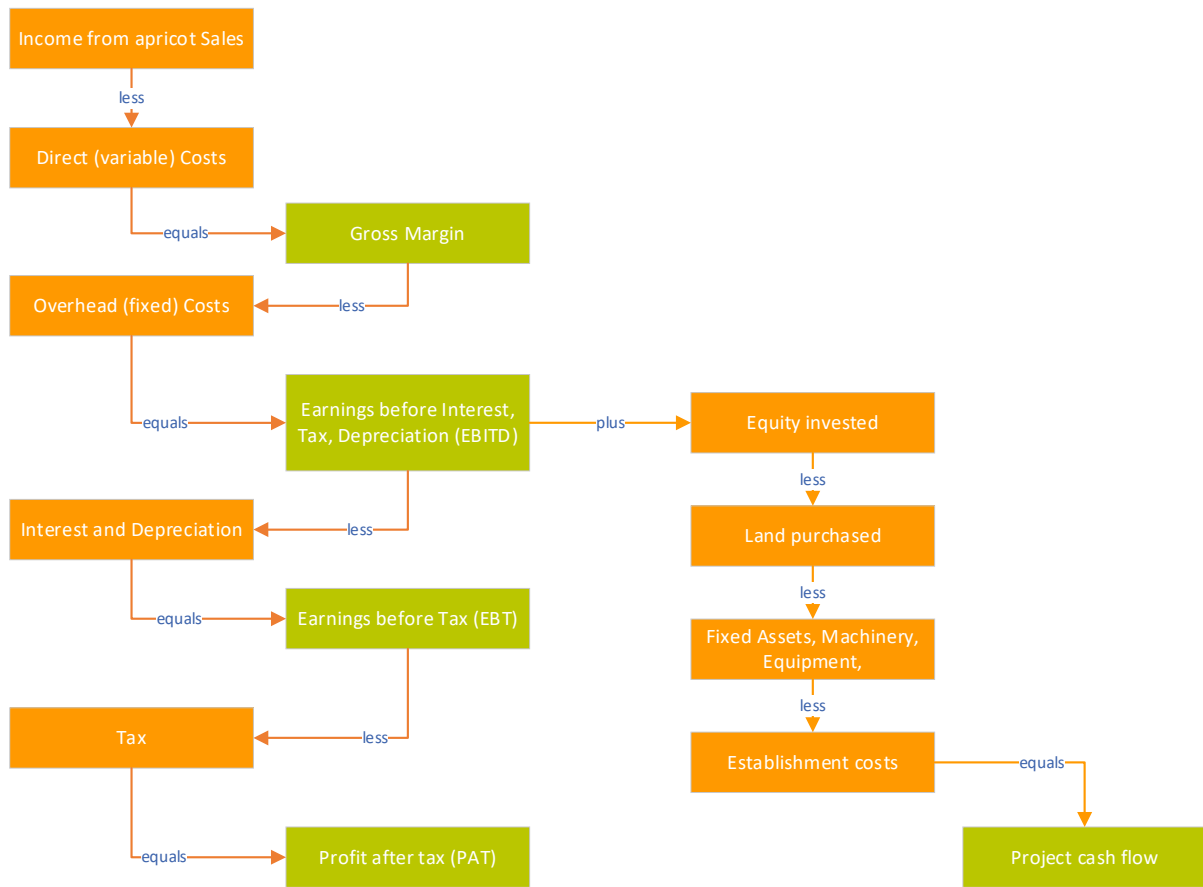 Income from apricot Sales
less
Direct (variable) Costs
equals
Gross Margin
less
Overhead (fixed) Costs
equals
Earnings before Interest,
Tax, Depreciation (EBITD)
plus
Equity invested
less
Land purchased
less
Fixed Assets, Machinery,
Equipment,
less
Establishment costs
equals
Project cash flow
less
Interest and Depreciation
equals
Earnings before Tax (EBT)
less
Tax
equals
Profit after tax (PAT)